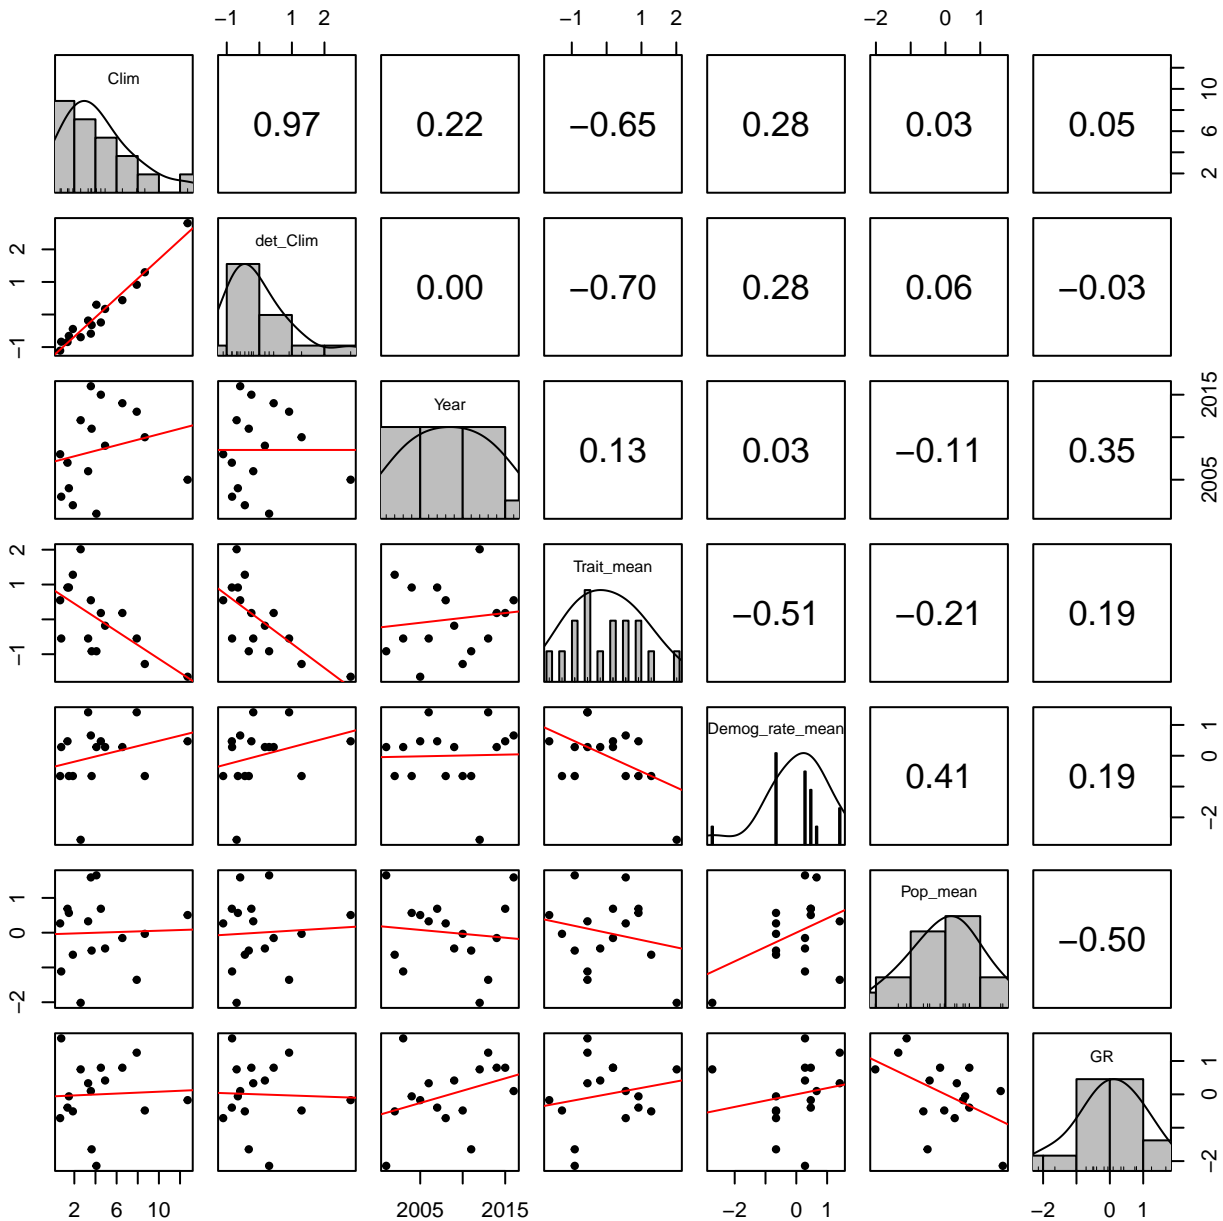 −1 1 2 −1 1 2 −2 0 1
Clim 0.97 0.22 −0.65 0.28 0.03 0.05 2 6 10
−1 1 2 det_Clim 0.00 −0.70 0.28 0.06 −0.03
Year 0.13 0.03 −0.11 0.35 2005 2015
−1 1 2 Trait_mean −0.51 −0.21 0.19
Demog_rate_mean 0.41 0.19 −2 0 1
−2 0 1 Pop_mean −0.50
GR −2 0 1
2 6 10 2005 2015 −2 0 1 −2 0 1